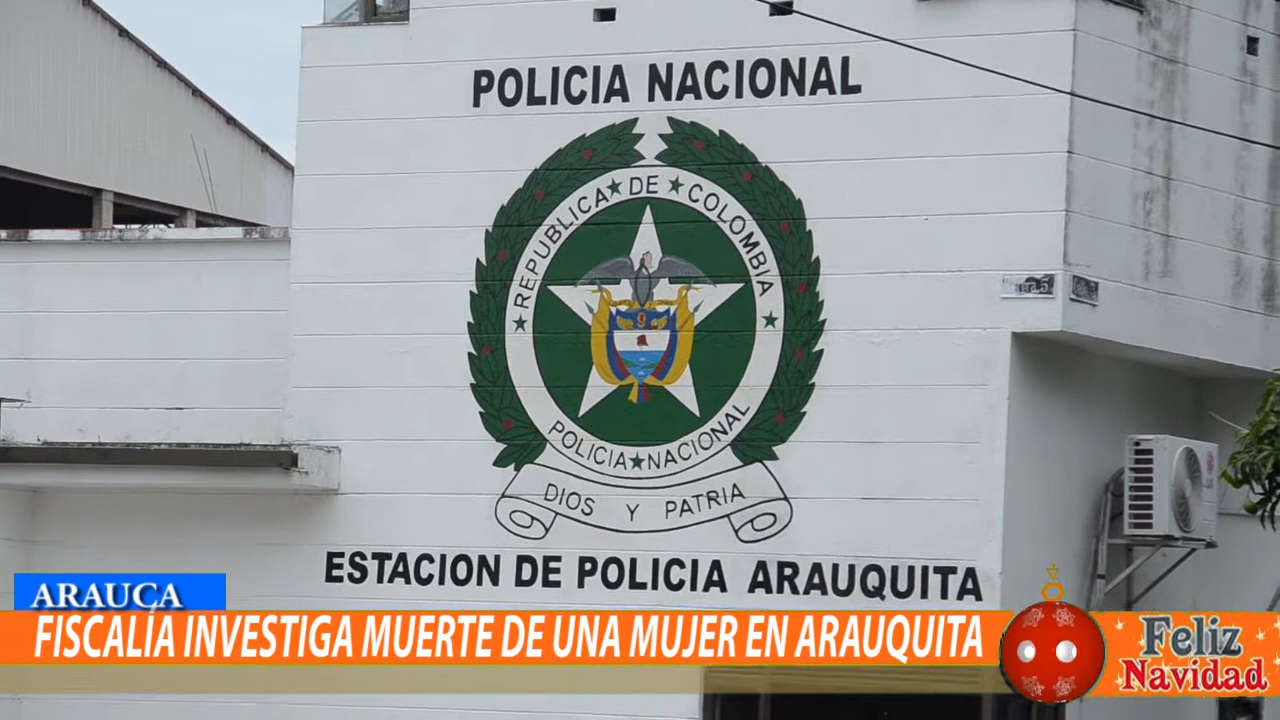 POLICIA NACIONAL
REPUBLICA DE COLOMBIA
POLICIA NACIONAL
DIOS Y PATRIA
ESTACION DE POLICIA ARAUQUITA
ARAUCA
FISCALÍA INVESTIGA MUERTE DE UNA MUJER EN ARAUQUITA
Feliz
Navidad